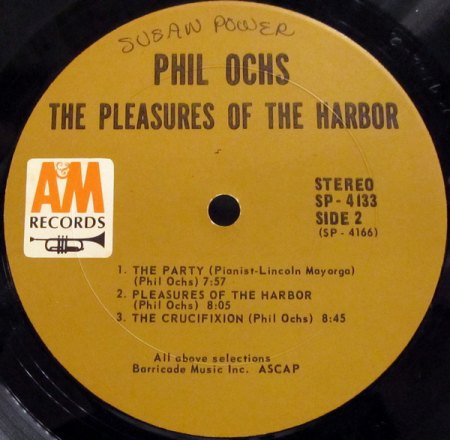 SUSAN POWER
PHIL OCHS
THE PLEASURES OF THE HARBOR
A&M
RECORDS
STEREO
SP - 4133
SIDE 2
(SP - 4166)
1. THE PARTY (Pianist-Lincoln Mayorga)
(Phil Ochs) 7:57
2. PLEASURES OF THE HARBOR
(Phil Ochs) 8:05
3. THE CRUCIFIXION (Phil Ochs) 8:45
All above selections
Barricade Music Inc. ASCAP